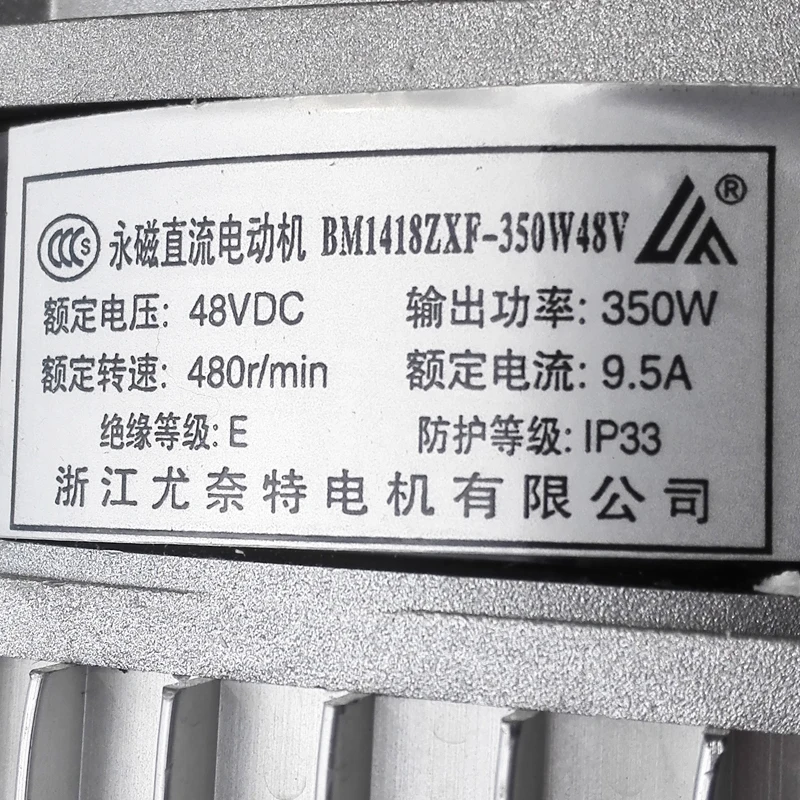 CCC S 永磁直流电动机 BM1418ZXF-350W48V ®
额定电压: 48VDC 输出功率: 350W
额定转速: 480r/min 额定电流: 9.5A
绝缘等级: E 防护等级: IP33
浙江尤奈特电机有限公司